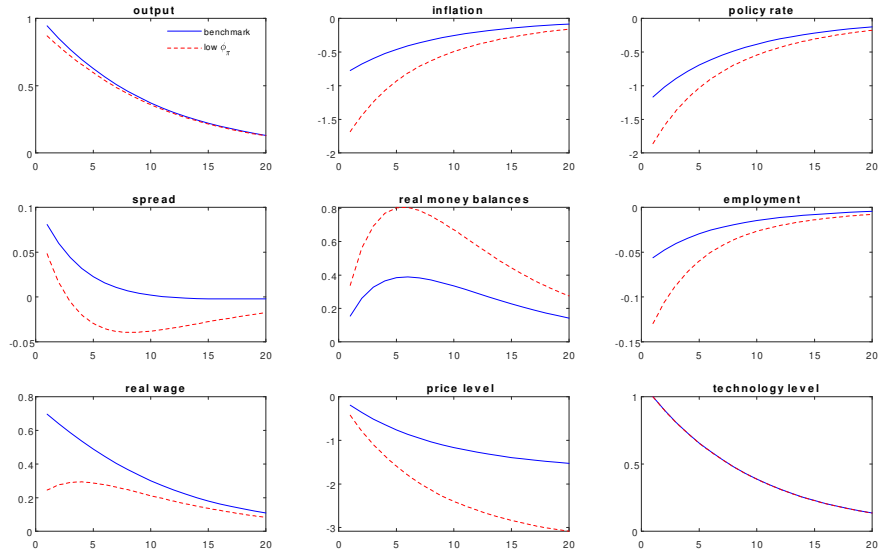 output
inflation
policy rate
1
0.5
0
0 5 10 15 20
benchmark
low ϕπ
0
-0.5
-1
-1.5
-2
0 5 10 15 20
0
-0.5
-1
-1.5
-2
0 5 10 15 20
spread
real money balances
employment
0.1
0.05
0
-0.05
0 5 10 15 20
0.8
0.6
0.4
0.2
0
0 5 10 15 20
0
-0.05
-0.1
-0.15
0 5 10 15 20
real wage
price level
technology level
0.8
0.6
0.4
0.2
0
0 5 10 15 20
0
-1
-2
-3
0 5 10 15 20
1
0.5
0
0 5 10 15 20